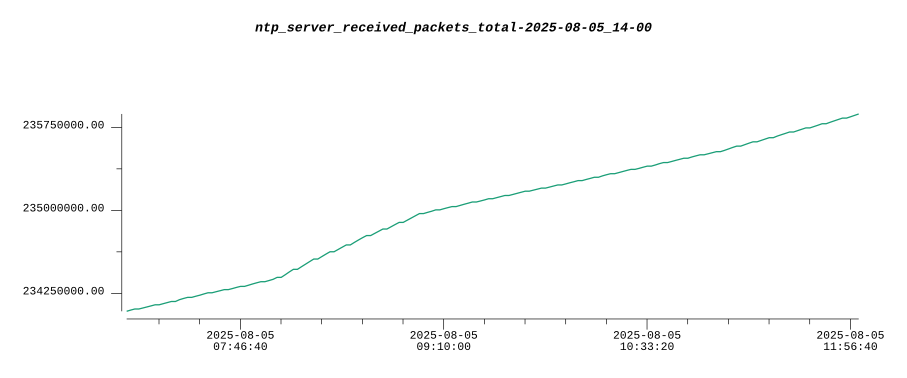 ntp_server_received_packets_total-2025-08-05_14-00
235750000.00
235000000.00
234250000.00
2025-08-05 2025-08-05 2025-08-05 2025-08-05
07:46:40 09:10:00 10:33:20 11:56:40